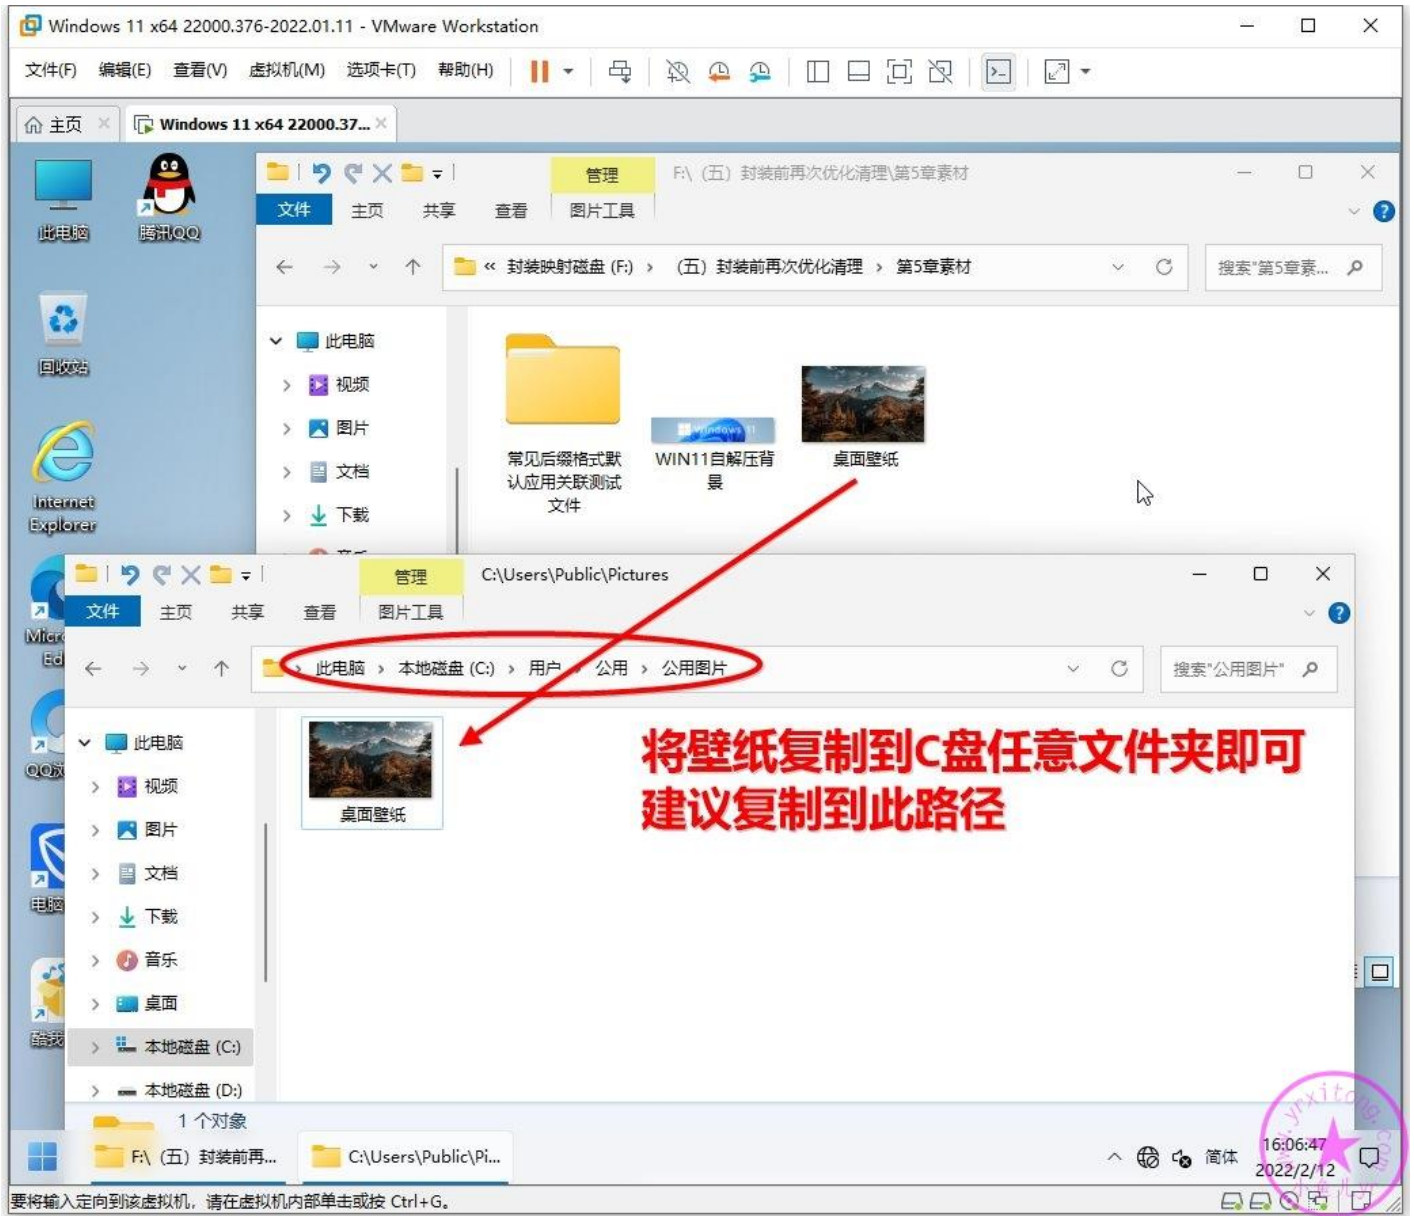 Windows 11 x64 22000.376-2022.01.11 - VMware Workstation
文件(F) 编辑(E) 查看(V) 虚拟机(M) 选项卡(T) 帮助(H)
主页 Windows 11 x64 22000.37...
此电脑
腾讯QQ
回收站
Internet
Explorer
管理 F:\（五）封装前再次优化清理\第5章素材
文件 主页 共享 查看 图片工具
« 封装映射磁盘 (F:) › （五）封装前再次优化清理 › 第5章素材
搜索"第5章素...
此电脑
视频
图片
文档
下载
常见后缀格式默
认应用关联测试
文件
Windows 11
WIN11自解压背
景
桌面壁纸
管理 C:\Users\Public\Pictures
文件 主页 共享 查看 图片工具
此电脑 › 本地磁盘 (C:) › 用户 › 公用 › 公用图片
搜索"公用图片"
此电脑
视频
图片
文档
下载
音乐
桌面
本地磁盘 (C:)
本地磁盘 (D:)
桌面壁纸
将壁纸复制到C盘任意文件夹即可
建议复制到此路径
1 个对象
F:\（五）封装前再...
C:\Users\Public\Pi...
简体
16:06:47
2022/2/12
要将输入定向到该虚拟机，请在虚拟机内部单击或按 Ctrl+G。